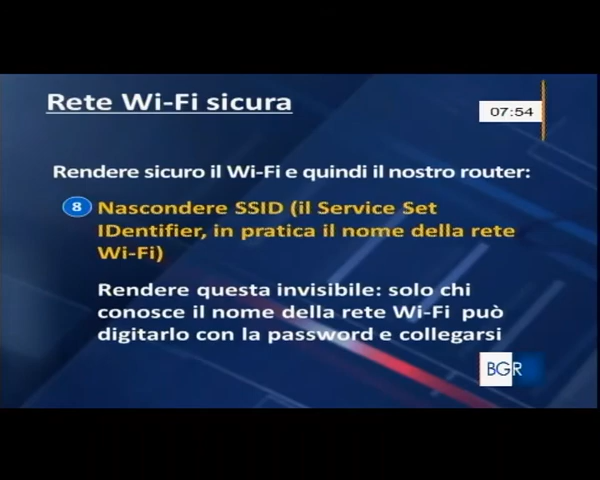 Rete Wi-Fi sicura
07:54
Rendere sicuro il Wi-Fi e quindi il nostro router:
8 Nascondere SSID (il Service Set
IDentifier, in pratica il nome della rete
Wi-Fi)
Rendere questa invisibile: solo chi
conosce il nome della rete Wi-Fi può
digitarlo con la password e collegarsi
BGR